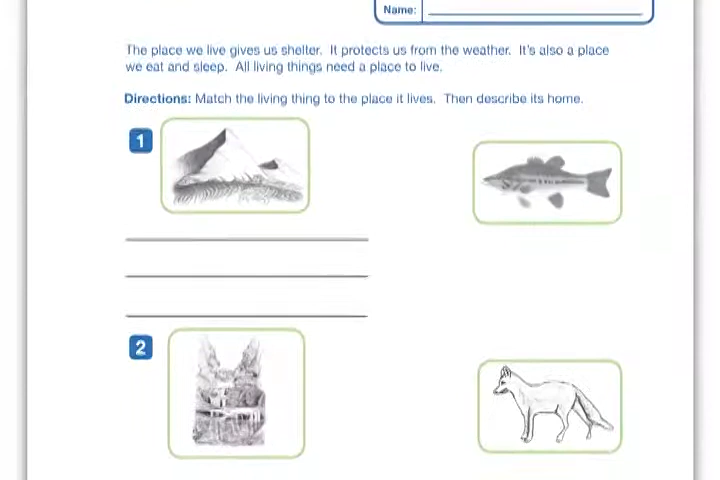 Name:
The place we live gives us shelter. It protects us from the weather. It's also a place
we eat and sleep. All living things need a place to live.
Directions: Match the living thing to the place it lives. Then describe its home.
1
2